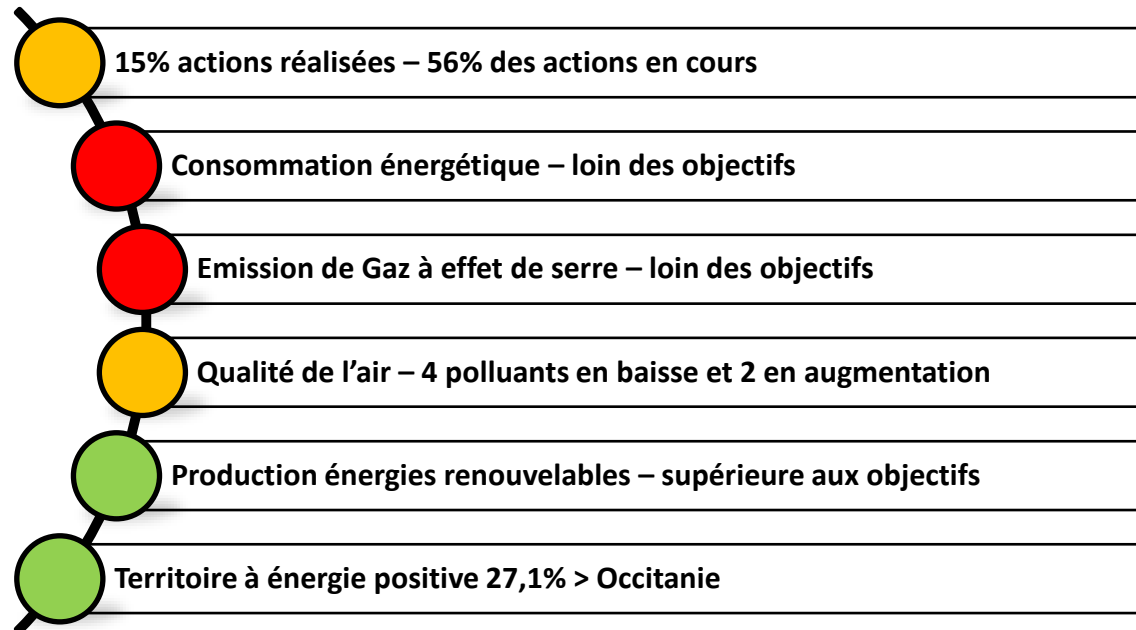 15% actions réalisées – 56% des actions en cours
Consommation énergétique – loin des objectifs
Emission de Gaz à effet de serre – loin des objectifs
Qualité de l’air – 4 polluants en baisse et 2 en augmentation
Production énergies renouvelables – supérieure aux objectifs
Territoire à énergie positive 27,1% > Occitanie